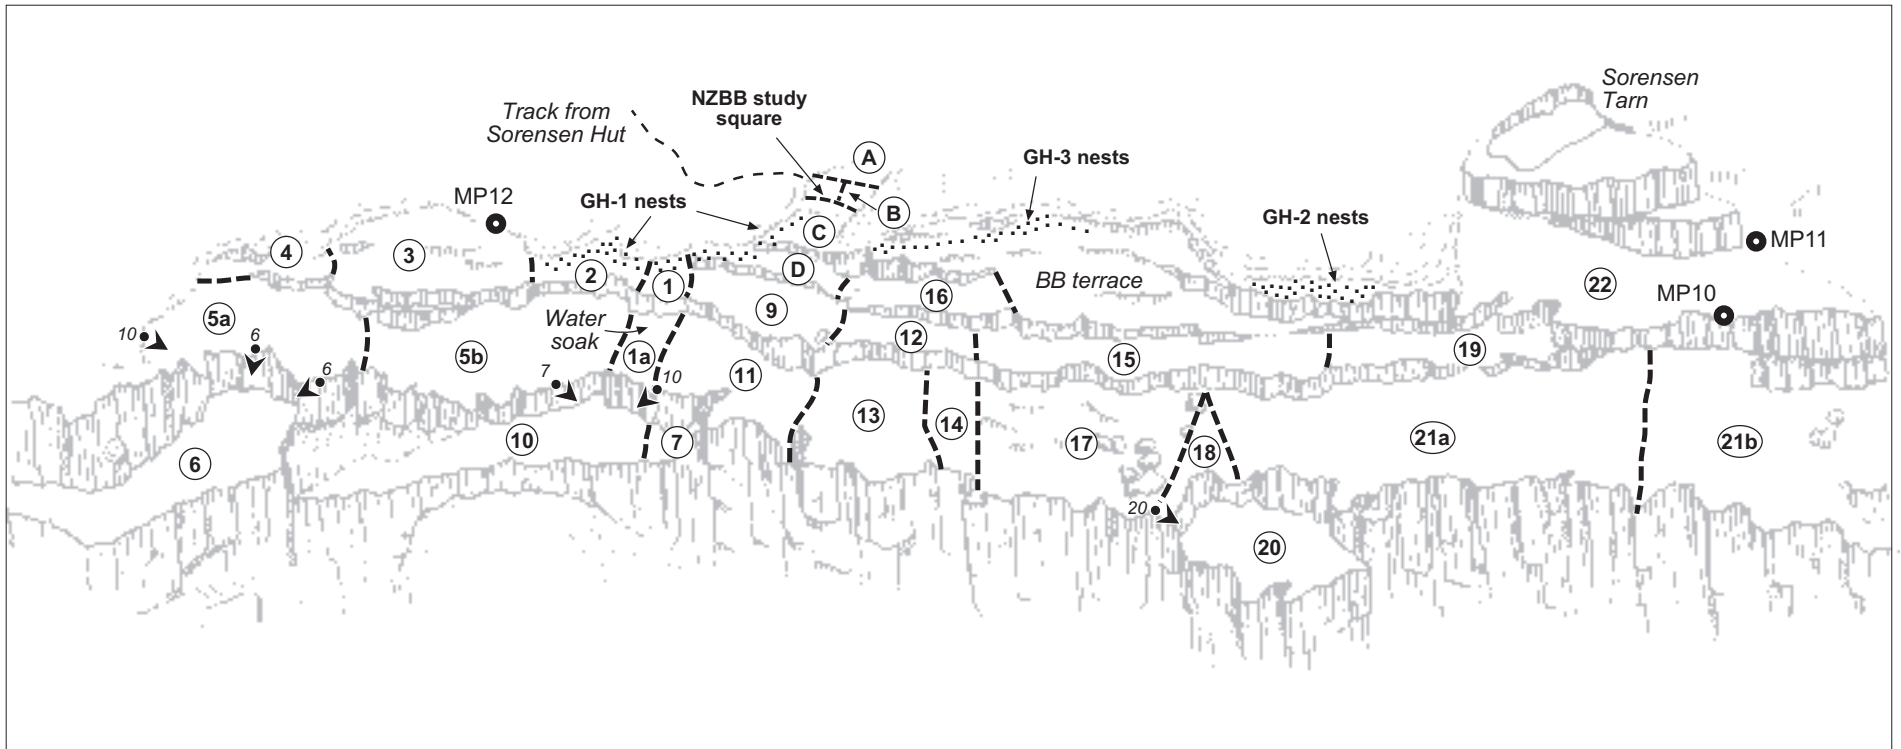 Sorensen
Tarn
NZBB study
square
Track from
Sorensen Hut
A
GH-3 nests
MP12
GH-1 nests
B
GH-2 nests
C
MP11
4
3
D
2
1
BB terrace
22
MP10
16
9
5a
Water
soak
12
10
6
5b
1a
15
19
11
7
10
6
13
14
10
7
17
18
21a
21b
6
20
20